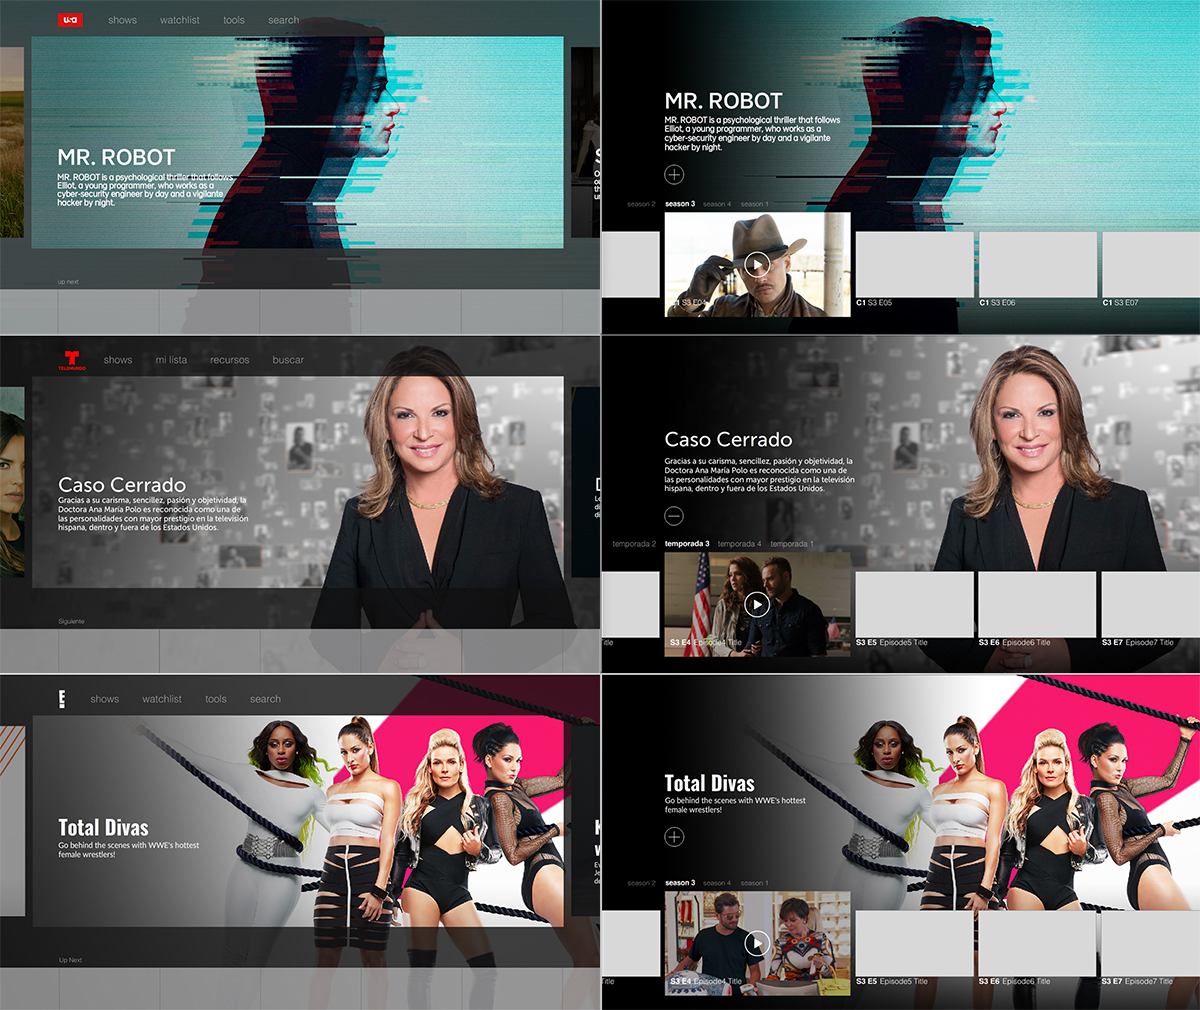 usa
shows
watchlist
tools
search
MR. ROBOT
MR. ROBOT is a psychological thriller that follows
Elliot, a young programmer, who works as a
cyber-security engineer by day and a vigilante
hacker by night.
up next
MR. ROBOT
MR. ROBOT is a psychological thriller that follows
Elliot, a young programmer, who works as a
cyber-security engineer by day and a vigilante
hacker by night.
season 2
season 3
season 4
season 1
C1 S3 E04
C1 S3 E05
C1 S3 E06
C1 S3 E07
TELEMUNDO
shows
mi lista
recursos
buscar
Caso Cerrado
Gracias a su carisma, sencillez, pasión y objetividad, la
Doctora Ana María Polo es reconocida como una de
las personalidades con mayor prestigio en la televisión
hispana, dentro y fuera de los Estados Unidos.
Siguiente
Caso Cerrado
Gracias a su carisma, sencillez, pasión y objetividad, la
Doctora Ana María Polo es reconocida como una de
las personalidades con mayor prestigio en la televisión
hispana, dentro y fuera de los Estados Unidos.
temporada 2
temporada 3
temporada 4
temporada 1
Title
S3 E4 Episode4 Title
S3 E5 Episode5 Title
S3 E6 Episode6 Title
S3 E7 Episode7 Title
E
shows
watchlist
tools
search
Total Divas
Go behind the scenes with WWE's hottest
female wrestlers!
Up Next
Total Divas
Go behind the scenes with WWE's hottest
female wrestlers!
season 2
season 3
season 4
season 1
Title
S3 E4 Episode4 Title
S3 E5 Episode5 Title
S3 E6 Episode6 Title
S3 E7 Episode7 Title